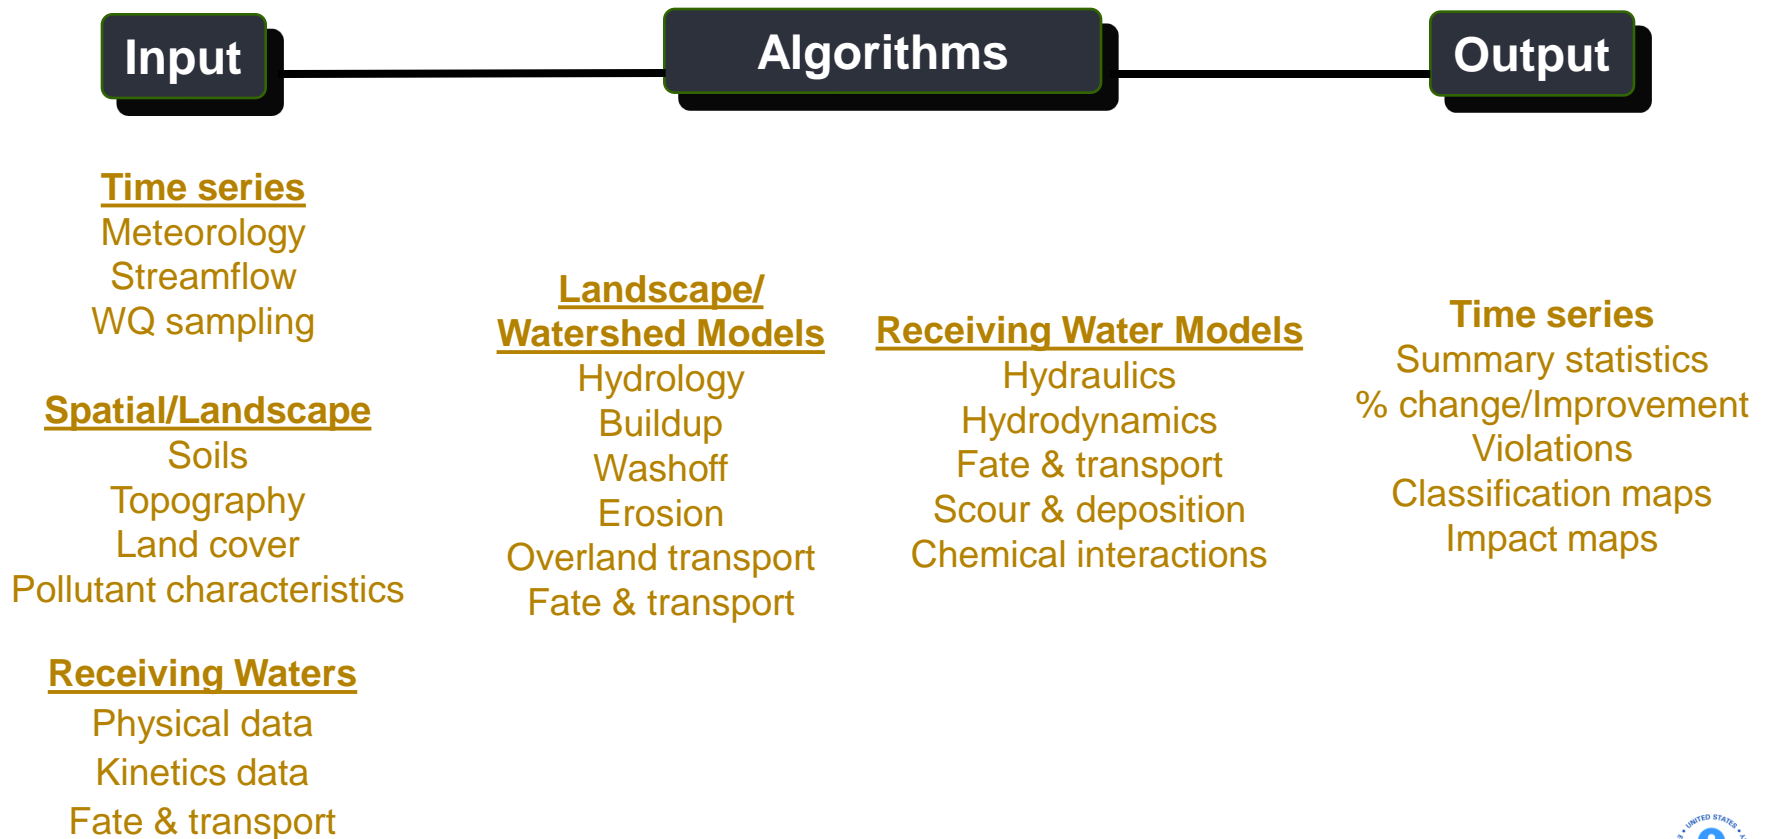 Input
Algorithms
Output
Time series
Meteorology
Streamflow
WQ sampling
Spatial/Landscape
Soils
Topography
Land cover
Pollutant characteristics
Receiving Waters
Physical data
Kinetics data
Fate & transport
Landscape/
Watershed Models
Hydrology
Buildup
Washoff
Erosion
Overland transport
Fate & transport
Receiving Water Models
Hydraulics
Hydrodynamics
Fate & transport
Scour & deposition
Chemical interactions
Time series
Summary statistics
% change/Improvement
Violations
Classification maps
Impact maps
UNITED STATES